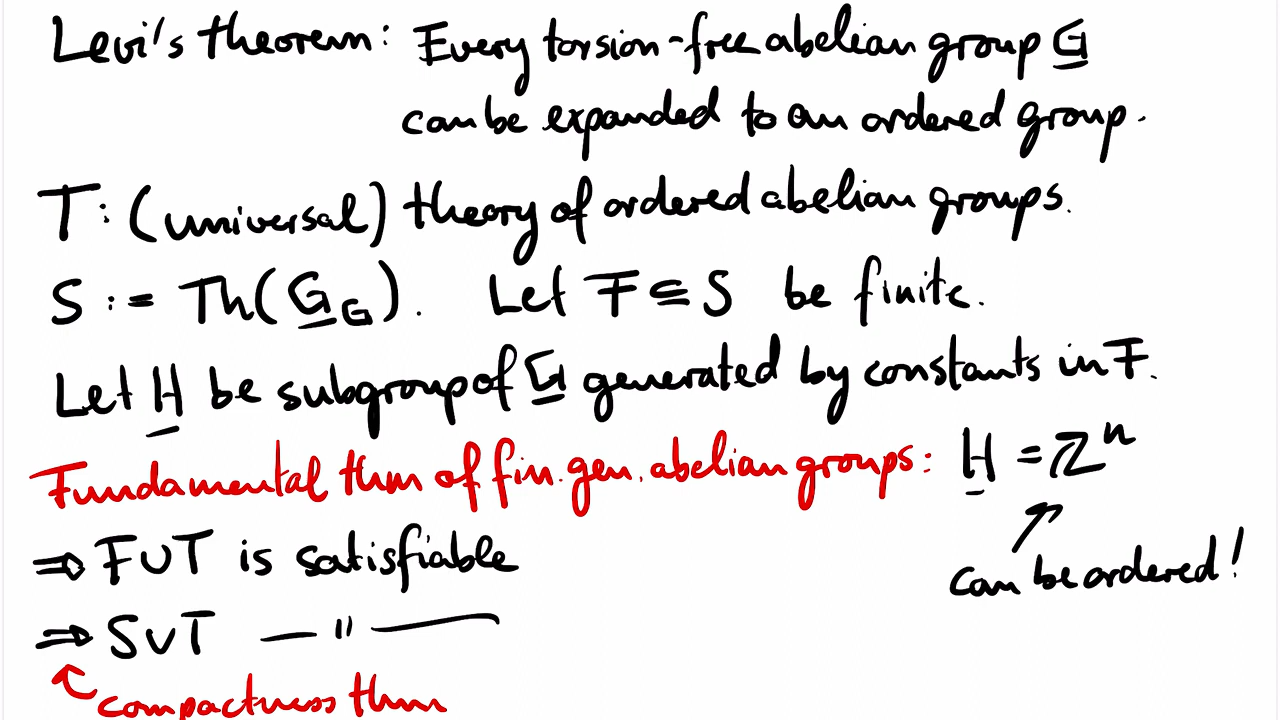 Levi's theorem: Every torsion-free abelian group G̲
can be expanded to an ordered group.
T: (universal) theory of ordered abelian groups.
S := Th(G̲_G). Let F ⊆ S be finite.
Let H̲ be subgroup of G̲ generated by constants in F.
Fundamental thm of fin. gen. abelian groups: H̲ = ℤⁿ
⇒ F ∪ T is satisfiable
can be ordered!
⇒ S ∪ T — " —
compactness thm